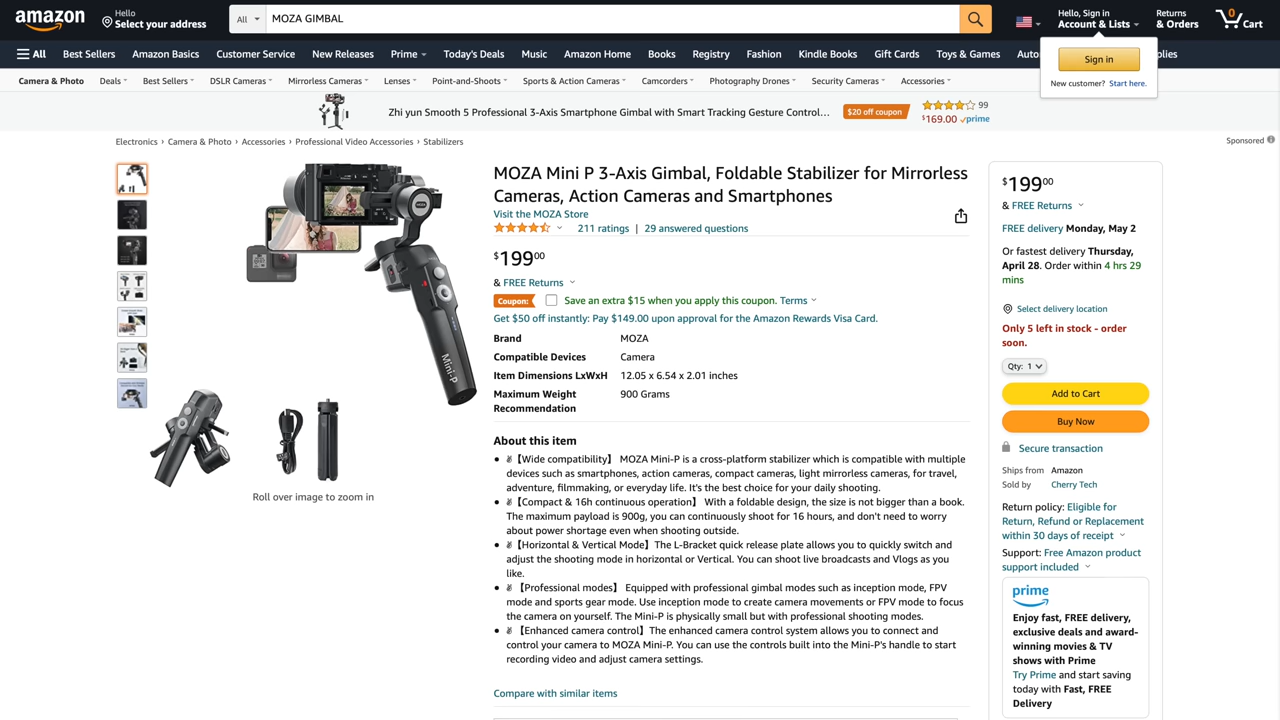 amazon
Hello
Select your address
All
MOZA GIMBAL
Hello, Sign in
Account & Lists
Returns
& Orders
0
Cart
All
Best Sellers
Amazon Basics
Customer Service
New Releases
Prime
Today's Deals
Music
Amazon Home
Books
Registry
Fashion
Kindle Books
Gift Cards
Toys & Games
Auto
plies
Sign in
New customer? Start here.
Camera & Photo
Deals
Best Sellers
DSLR Cameras
Mirrorless Cameras
Lenses
Point-and-Shoots
Sports & Action Cameras
Camcorders
Photography Drones
Security Cameras
Accessories
Zhi yun Smooth 5 Professional 3-Axis Smartphone Gimbal with Smart Tracking Gesture Control…
$20 off coupon
99
$169.00 prime
Electronics › Camera & Photo › Accessories › Professional Video Accessories › Stabilizers
Sponsored
Mini-P
Roll over image to zoom in
MOZA Mini P 3-Axis Gimbal, Foldable Stabilizer for Mirrorless
Cameras, Action Cameras and Smartphones
Visit the MOZA Store
211 ratings | 29 answered questions
$19900
& FREE Returns
Coupon: Save an extra $15 when you apply this coupon. Terms
Get $50 off instantly: Pay $149.00 upon approval for the Amazon Rewards Visa Card.
Brand MOZA
Compatible Devices Camera
Item Dimensions LxWxH 12.05 x 6.54 x 2.01 inches
Maximum Weight 900 Grams
Recommendation
About this item
• ✌【Wide compatibility】 MOZA Mini-P is a cross-platform stabilizer which is compatible with multiple
devices such as smartphones, action cameras, compact cameras, light mirrorless cameras, for travel,
adventure, filmmaking, or everyday life. It's the best choice for your daily shooting.
• ✌【Compact & 16h continuous operation】 With a foldable design, the size is not bigger than a book.
The maximum payload is 900g, you can continuously shoot for 16 hours, and don't need to worry
about power shortage even when shooting outside.
• ✌【Horizontal & Vertical Mode】The L-Bracket quick release plate allows you to quickly switch and
adjust the shooting mode in horizontal or Vertical. You can shoot live broadcasts and Vlogs as you
like.
• ✌ 【Professional modes】 Equipped with professional gimbal modes such as inception mode, FPV
mode and sports gear mode. Use inception mode to create camera movements or FPV mode to focus
the camera on yourself. The Mini-P is physically small but with professional shooting modes.
• ✌ 【Enhanced camera control】The enhanced camera control system allows you to connect and
control your camera to MOZA Mini-P. You can use the controls built into the Mini-P's handle to start
recording video and adjust camera settings.
Compare with similar items
$19900
& FREE Returns
FREE delivery Monday, May 2
Or fastest delivery Thursday,
April 28. Order within 4 hrs 29
mins
Select delivery location
Only 5 left in stock - order
soon.
Qty: 1
Add to Cart
Buy Now
Secure transaction
Ships from Amazon
Sold by Cherry Tech
Return policy: Eligible for
Return, Refund or Replacement
within 30 days of receipt
Support: Free Amazon product
support included
prime
Enjoy fast, FREE delivery,
exclusive deals and award-
winning movies & TV
shows with Prime
Try Prime and start saving
today with Fast, FREE
Delivery